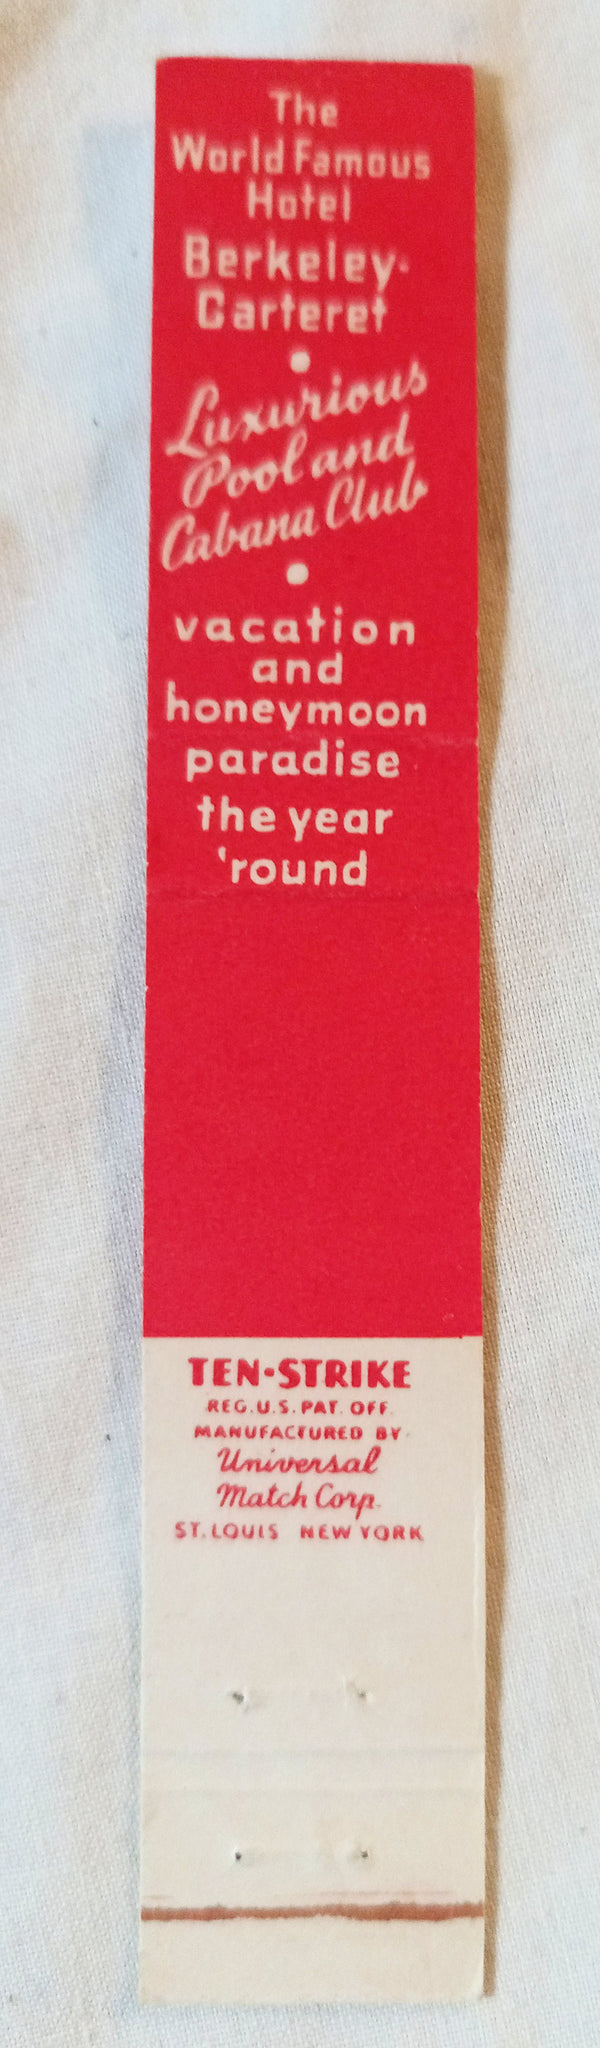 The
World Famous
Hotel
Berkeley-
Carteret
•
Luxurious
Pool and
Cabana Club
•
vacation
and
honeymoon
paradise
the year
'round
TEN-STRIKE
REG. U.S. PAT. OFF.
MANUFACTURED BY
Universal
Match Corp.
ST. LOUIS NEW YORK